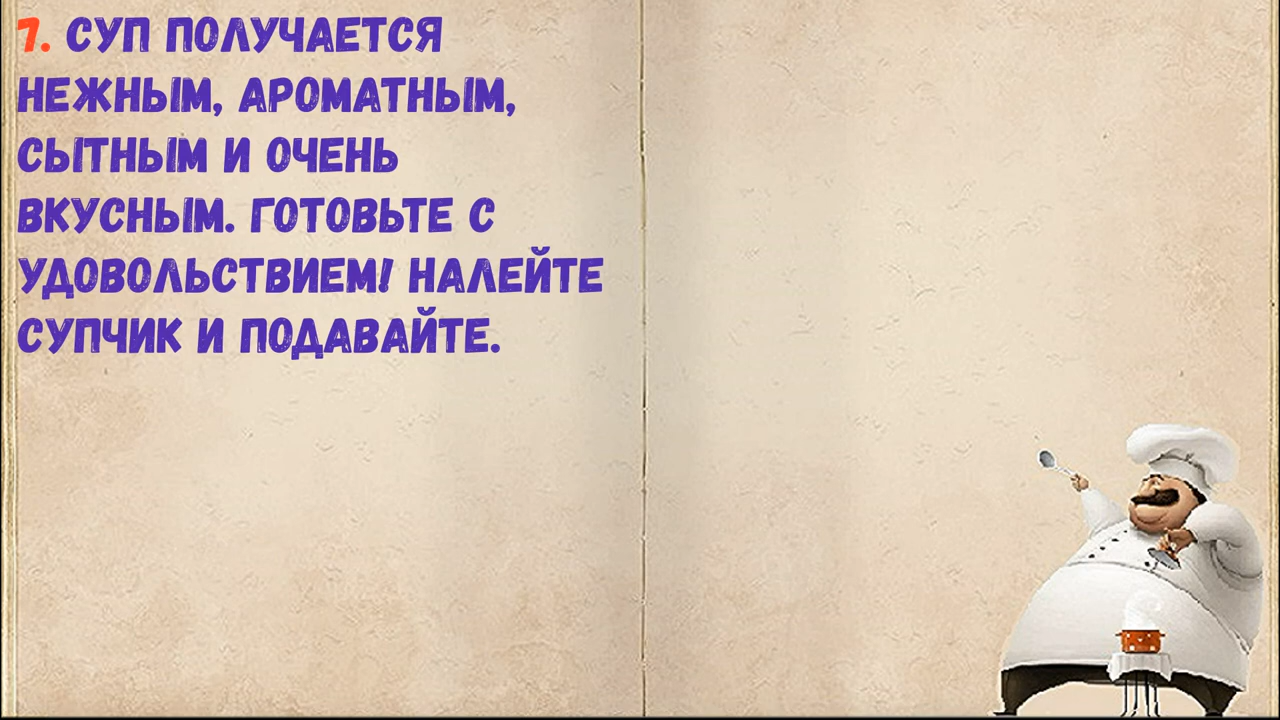 7. СУП ПОЛУЧАЕТСЯ
НЕЖНЫМ, АРОМАТНЫМ,
СЫТНЫМ И ОЧЕНЬ
ВКУСНЫМ. ГОТОВЬТЕ С
УДОВОЛЬСТВИЕМ! НАЛЕЙТЕ
СУПЧИК И ПОДАВАЙТЕ.